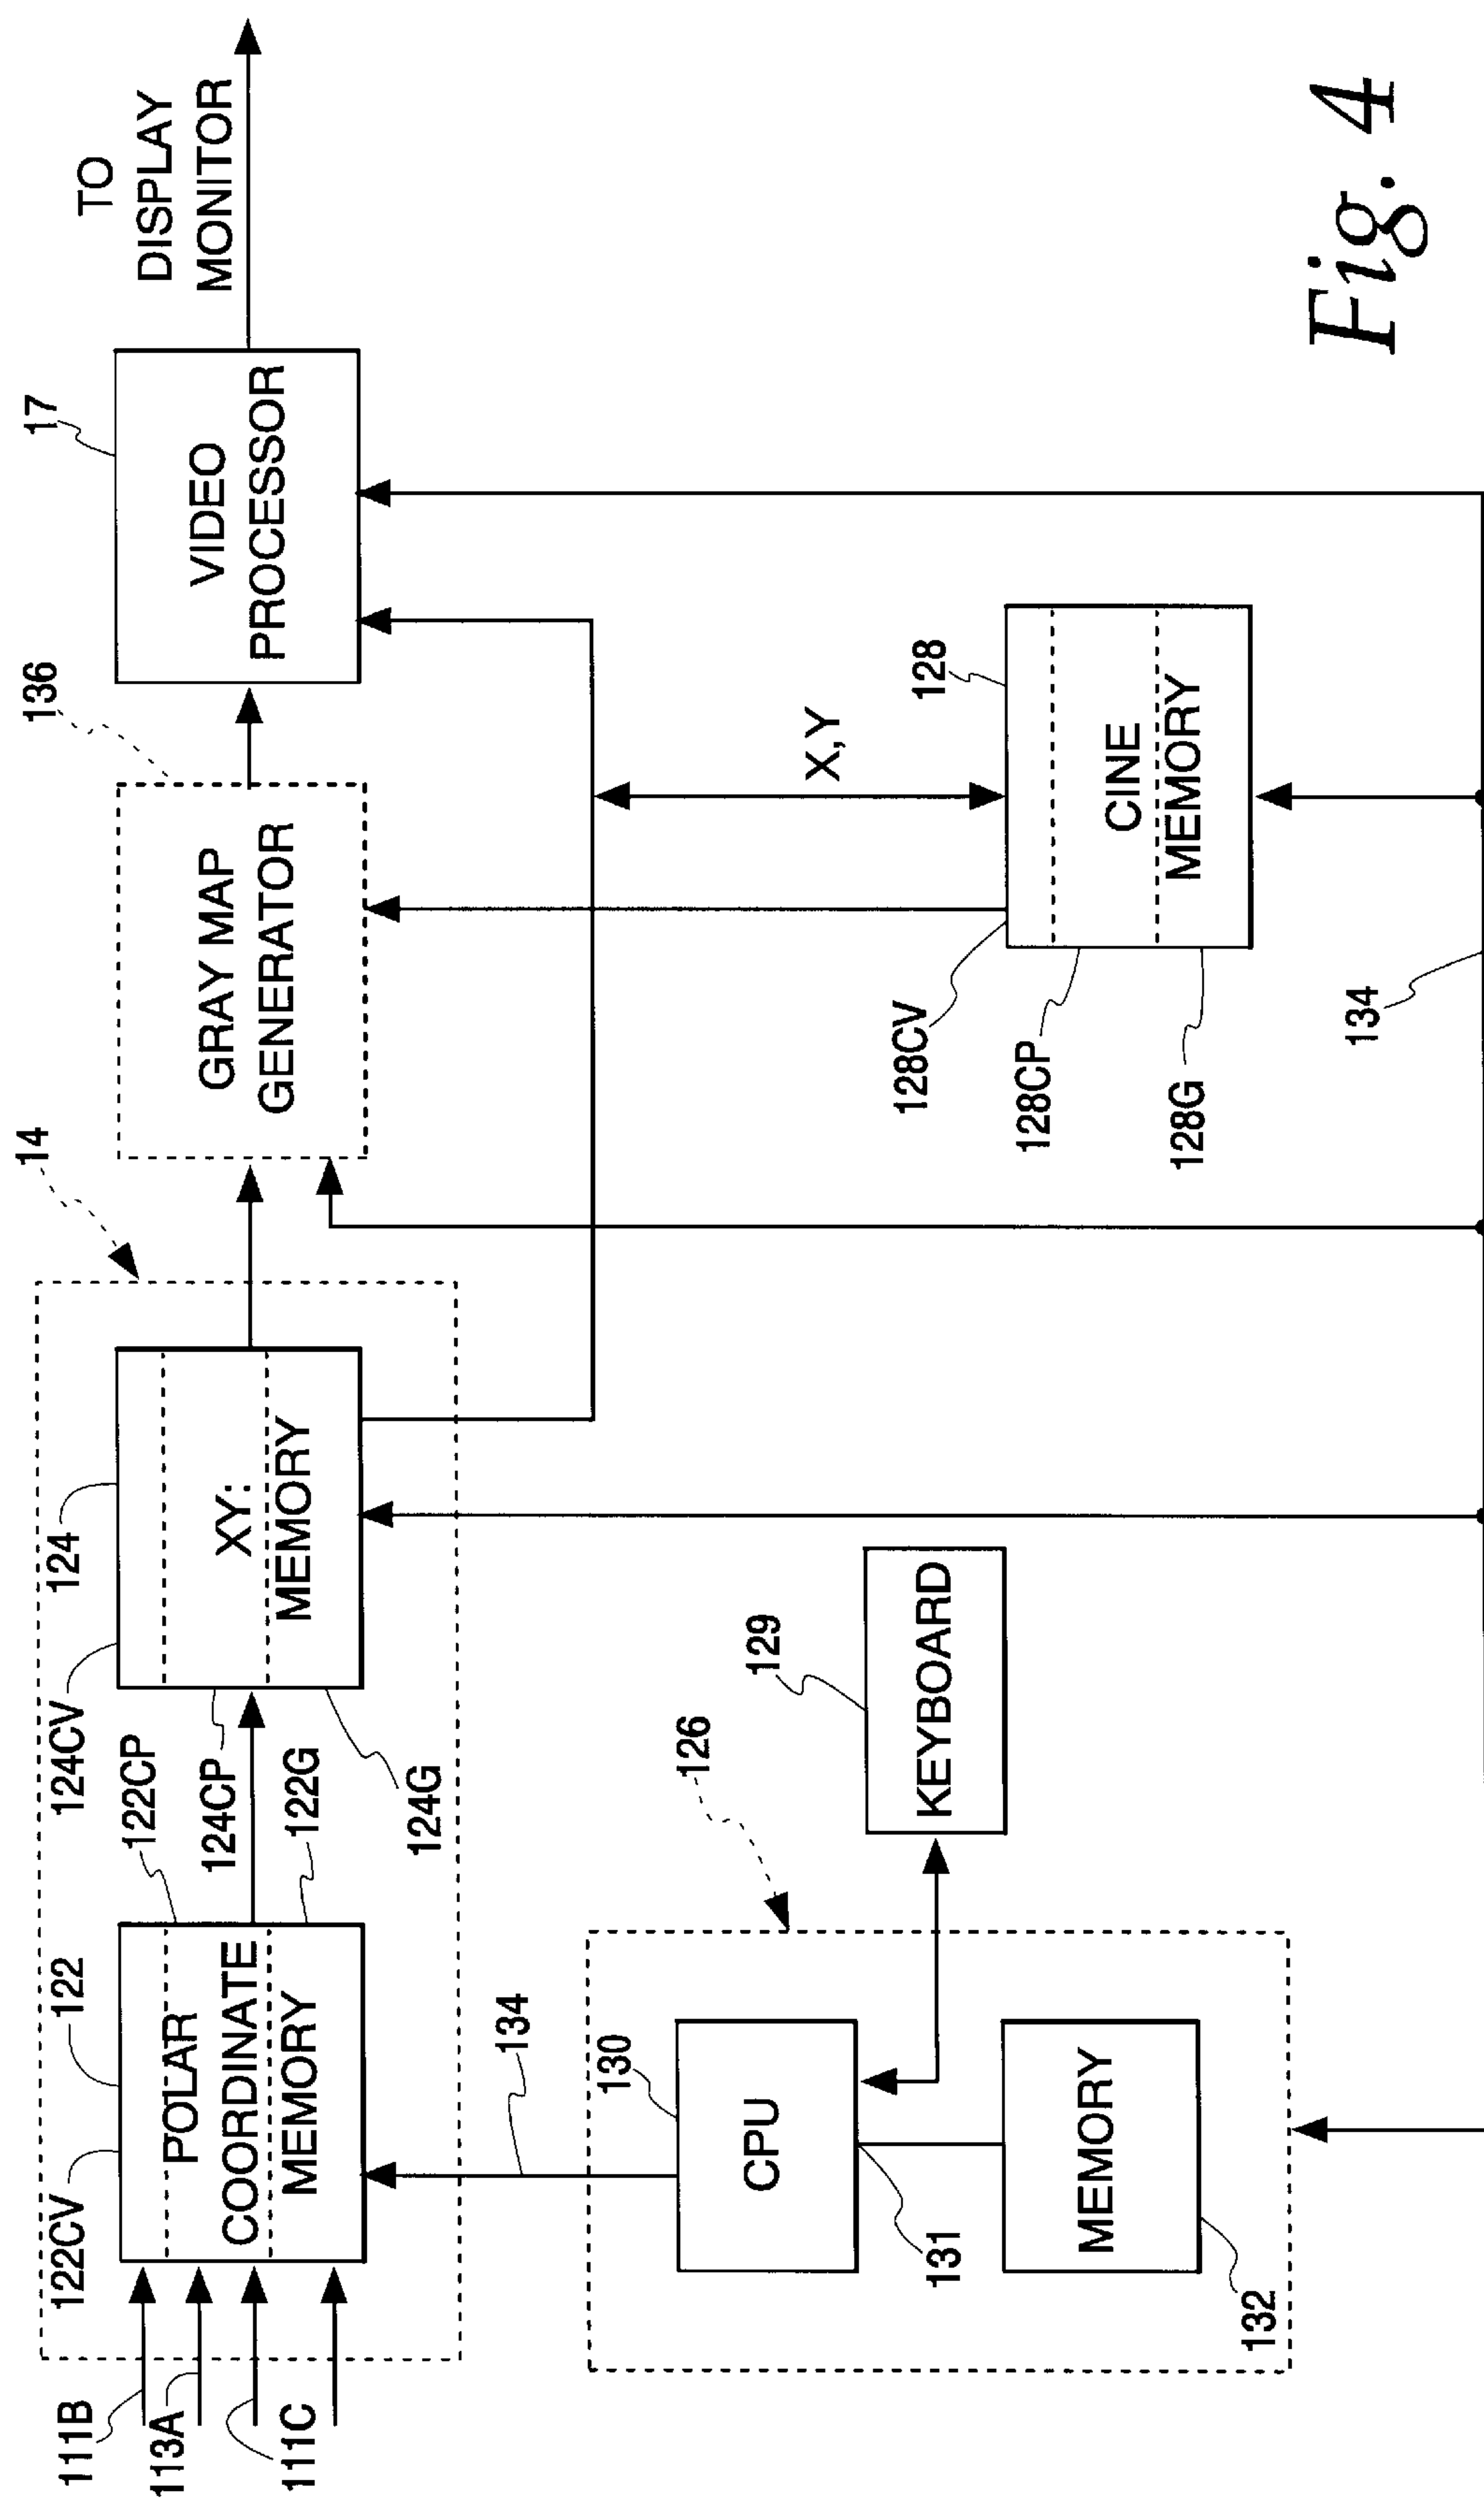 111B
113A
111C
122CV
122
POLAR
COORDINATE
MEMORY
122CP
122G
124CV
124CP
124G
124
XY:
MEMORY
14
GRAY MAP
GENERATOR
136
VIDEO
PROCESSOR
17
TO
DISPLAY
MONITOR
134
130
CPU
131
MEMORY
132
126
129
KEYBOARD
128CV
128CP
128G
CINE
MEMORY
128
X,Y
134
Fig. 4